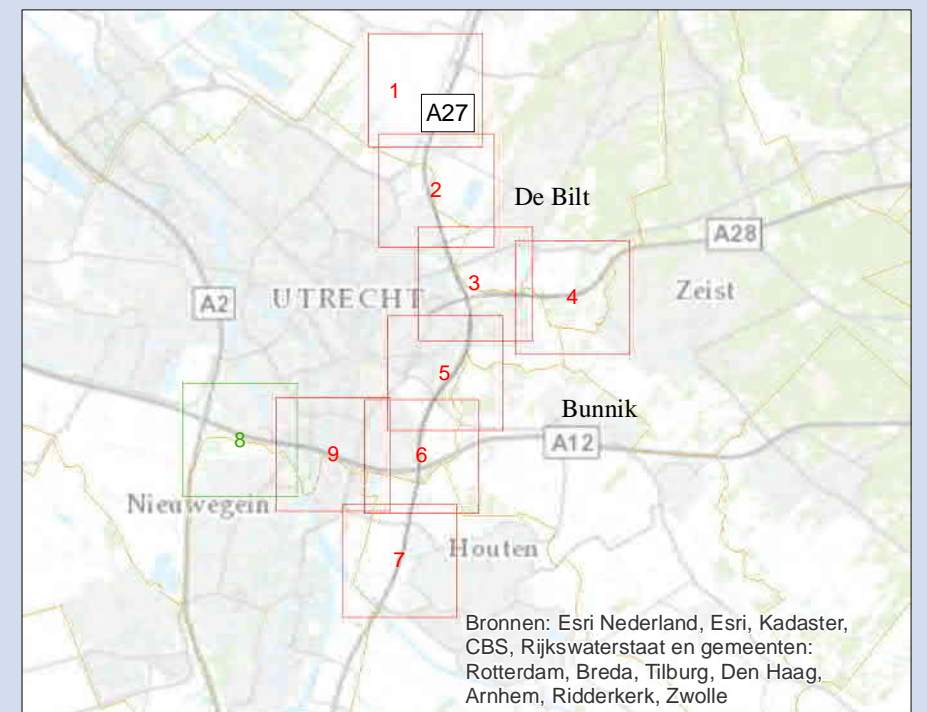 1
A27
2
De Bilt
A28
3
4
Zeist
A2
UTRECHT
5
Bunnik
8
9
6
A12
Nieuwegein
7
Houten
Bronnen: Esri Nederland, Esri, Kadaster,
CBS, Rijkswaterstaat en gemeenten:
Rotterdam, Breda, Tilburg, Den Haag,
Arnhem, Ridderkerk, Zwolle